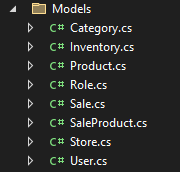 Models
C# Category.cs
C# Inventory.cs
C# Product.cs
C# Role.cs
C# Sale.cs
C# SaleProduct.cs
C# Store.cs
C# User.cs